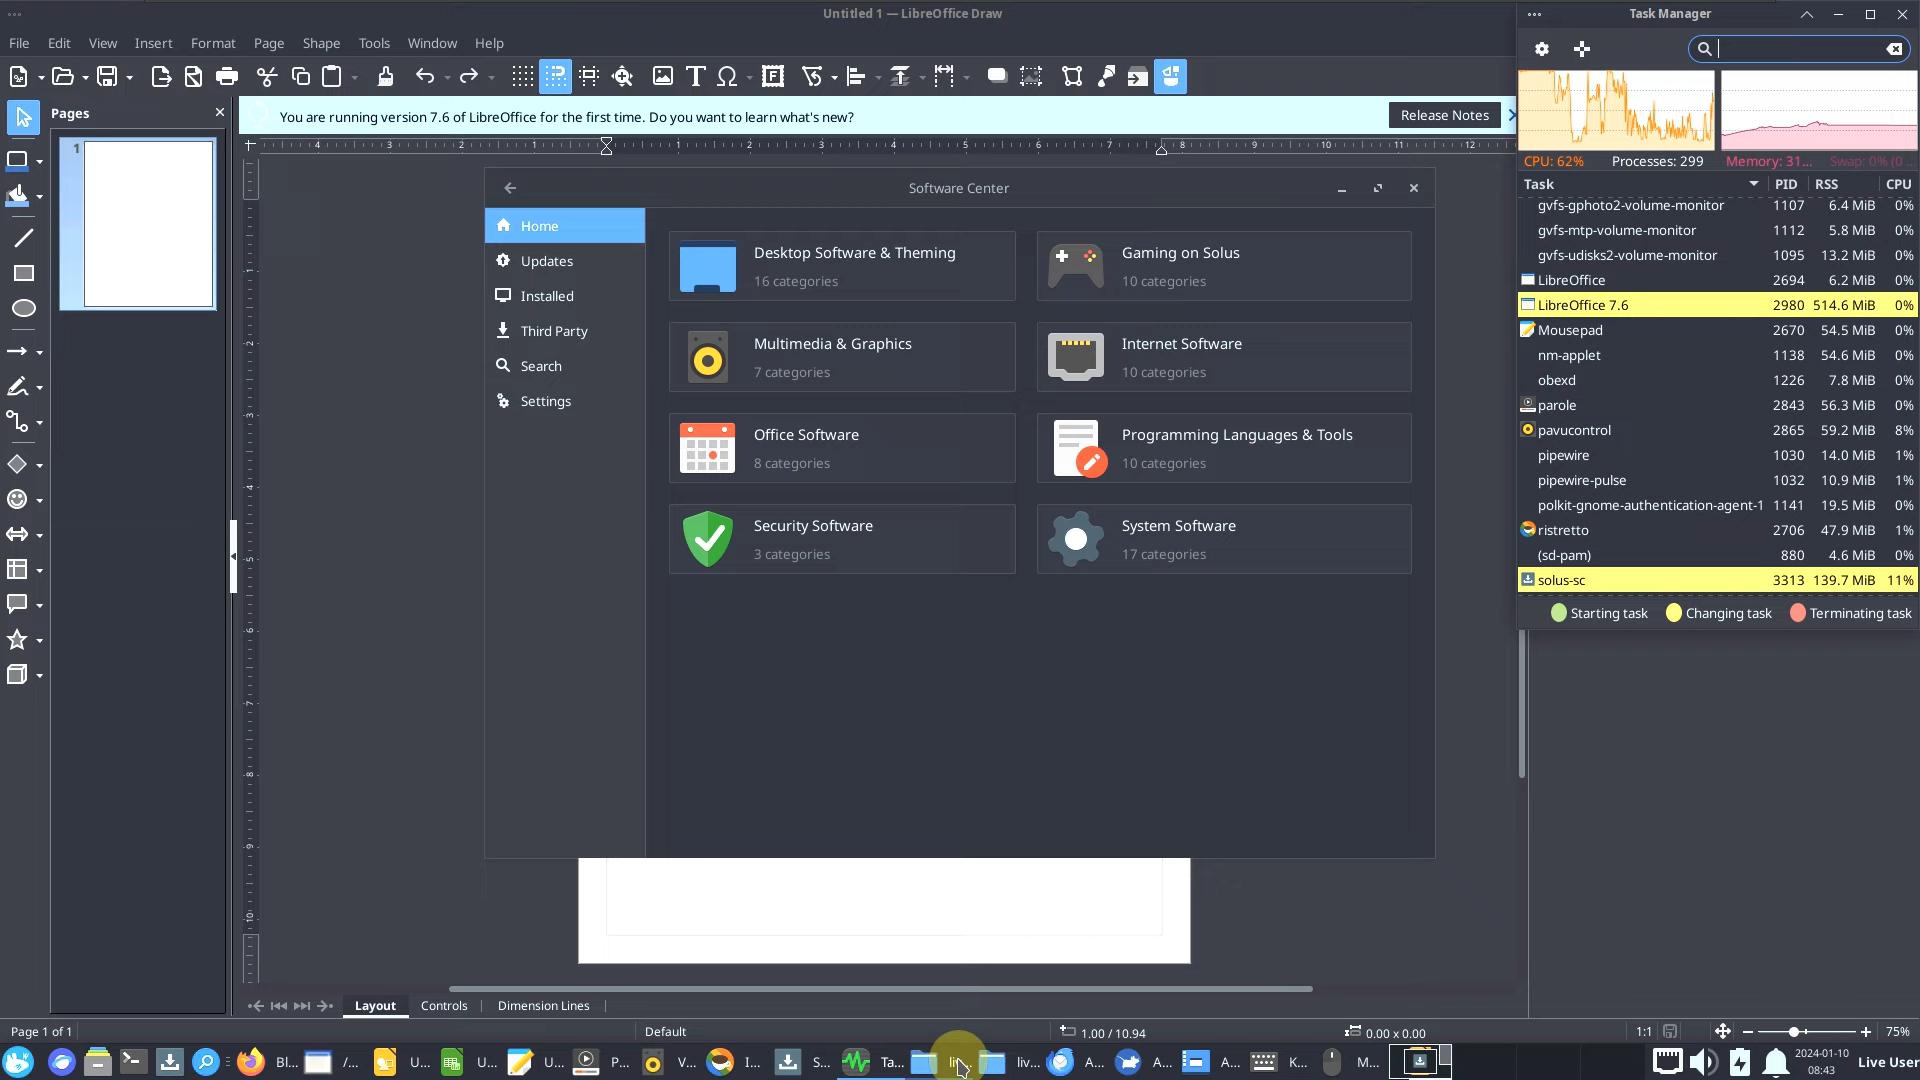 Untitled 1 — LibreOffice Draw
File Edit View Insert Format Page Shape Tools Window Help
Pages
1
You are running version 7.6 of LibreOffice for the first time. Do you want to learn what's new?
Release Notes
Software Center
Home
Updates
Installed
Third Party
Search
Settings
Desktop Software & Theming
16 categories
Gaming on Solus
10 categories
Multimedia & Graphics
7 categories
Internet Software
10 categories
Office Software
8 categories
Programming Languages & Tools
10 categories
Security Software
3 categories
System Software
17 categories
Layout Controls Dimension Lines
Page 1 of 1 Default 1.00 / 10.94 0.00 x 0.00 1:1 75%
Task Manager
CPU: 62% Processes: 299 Memory: 31... Swap: 0% (0 ...
Task PID RSS CPU
gvfs-gphoto2-volume-monitor 1107 6.4 MiB 0%
gvfs-mtp-volume-monitor 1112 5.8 MiB 0%
gvfs-udisks2-volume-monitor 1095 13.2 MiB 0%
LibreOffice 2694 6.2 MiB 0%
LibreOffice 7.6 2980 514.6 MiB 0%
Mousepad 2670 54.5 MiB 0%
nm-applet 1138 54.6 MiB 0%
obexd 1226 7.8 MiB 0%
parole 2843 56.3 MiB 0%
pavucontrol 2865 59.2 MiB 8%
pipewire 1030 14.0 MiB 1%
pipewire-pulse 1032 10.9 MiB 1%
polkit-gnome-authentication-agent-1 1141 19.5 MiB 0%
ristretto 2706 47.9 MiB 1%
(sd-pam) 880 4.6 MiB 0%
solus-sc 3313 139.7 MiB 11%
Starting task Changing task Terminating task
Bl... /... U... U... U... P... V... I... S... Ta... liv... A... A... A... K... M...
2024-01-10
08:43
Live User